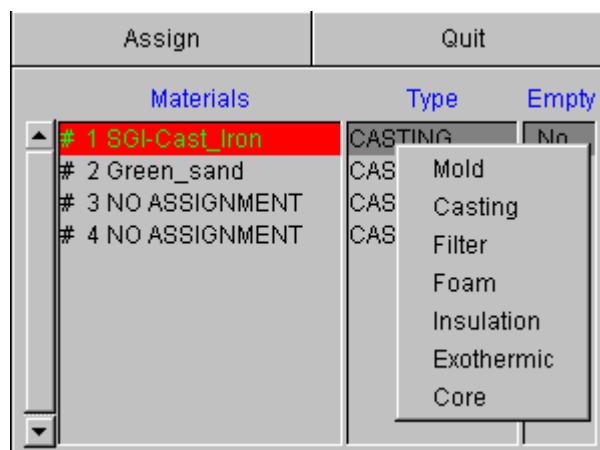 Assign Quit
Materials Type Empty
# 1 SGI-Cast_Iron CASTING No
# 2 Green_sand CAS
# 3 NO ASSIGNMENT CAS
# 4 NO ASSIGNMENT CAS
Mold
Casting
Filter
Foam
Insulation
Exothermic
Core